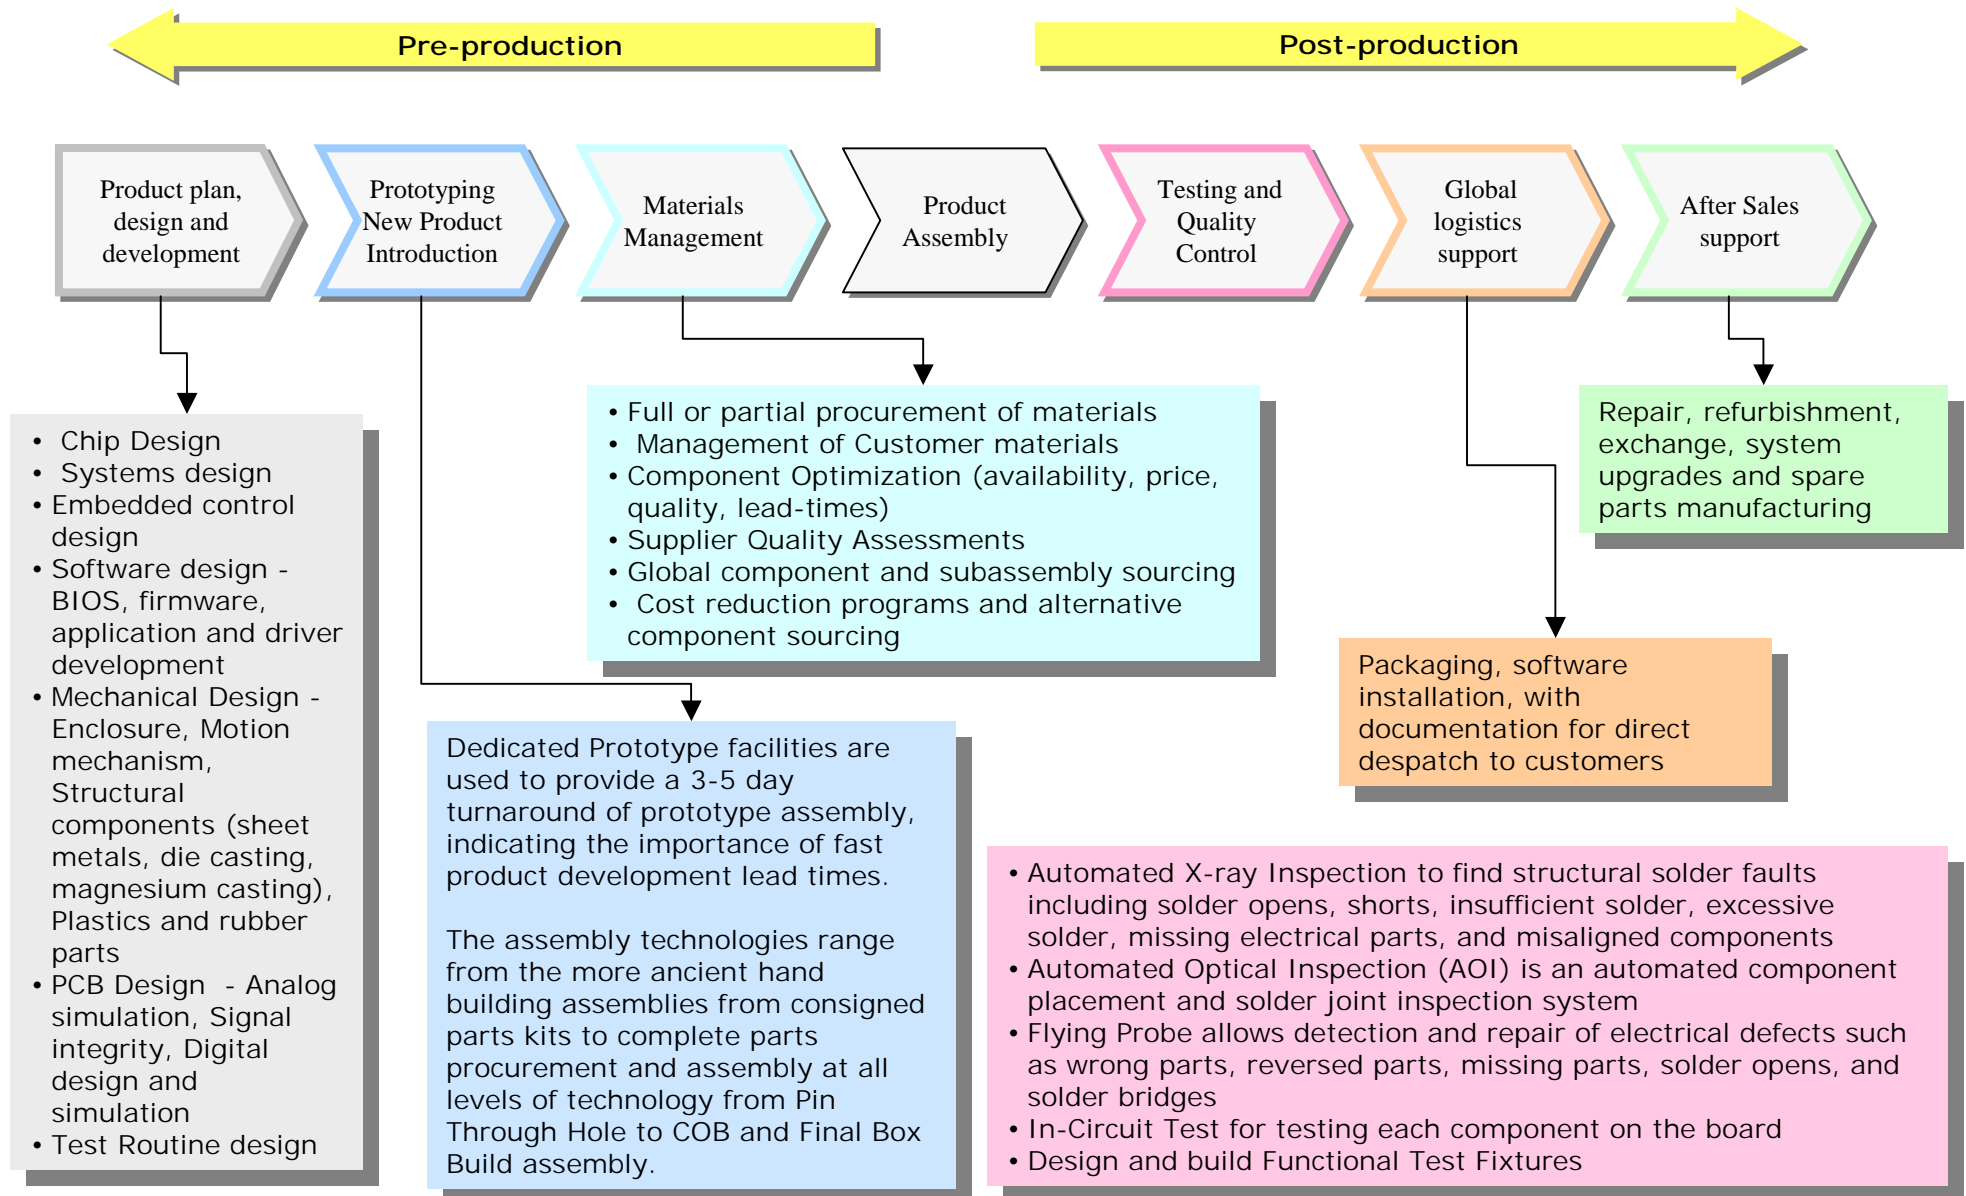 Pre-production
Post-production
Product plan,
design and
development
Prototyping
New Product
Introduction
Materials
Management
Product
Assembly
Testing and
Quality
Control
Global
logistics
support
After Sales
support
• Chip Design
• Systems design
• Embedded control
design
• Software design -
BIOS, firmware,
application and driver
development
• Mechanical Design -
Enclosure, Motion
mechanism,
Structural
components (sheet
metals, die casting,
magnesium casting),
Plastics and rubber
parts
• PCB Design - Analog
simulation, Signal
integrity, Digital
design and
simulation
• Test Routine design
Dedicated Prototype facilities are
used to provide a 3-5 day
turnaround of prototype assembly,
indicating the importance of fast
product development lead times.
The assembly technologies range
from the more ancient hand
building assemblies from consigned
parts kits to complete parts
procurement and assembly at all
levels of technology from Pin
Through Hole to COB and Final Box
Build assembly.
• Full or partial procurement of materials
• Management of Customer materials
• Component Optimization (availability, price,
quality, lead-times)
• Supplier Quality Assessments
• Global component and subassembly sourcing
• Cost reduction programs and alternative
component sourcing
• Automated X-ray Inspection to find structural solder faults
including solder opens, shorts, insufficient solder, excessive
solder, missing electrical parts, and misaligned components
• Automated Optical Inspection (AOI) is an automated component
placement and solder joint inspection system
• Flying Probe allows detection and repair of electrical defects such
as wrong parts, reversed parts, missing parts, solder opens, and
solder bridges
• In-Circuit Test for testing each component on the board
• Design and build Functional Test Fixtures
Packaging, software
installation, with
documentation for direct
despatch to customers
Repair, refurbishment,
exchange, system
upgrades and spare
parts manufacturing